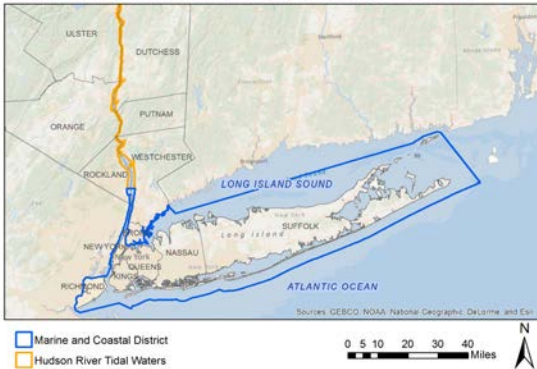 ULSTER
DUTCHESS
PUTNAM
ORANGE
WESTCHESTER
ROCKLAND
LONG ISLAND SOUND
NEW YORK
New York
Long Island
SUFFOLK
NASSAU
QUEENS
KINGS
RICHMOND
ATLANTIC OCEAN
Sources: GEBCO, NOAA, National Geographic, DeLorme, and Esri
Marine and Coastal District
Hudson River Tidal Waters
0 5 10 20 30 40
Miles
N